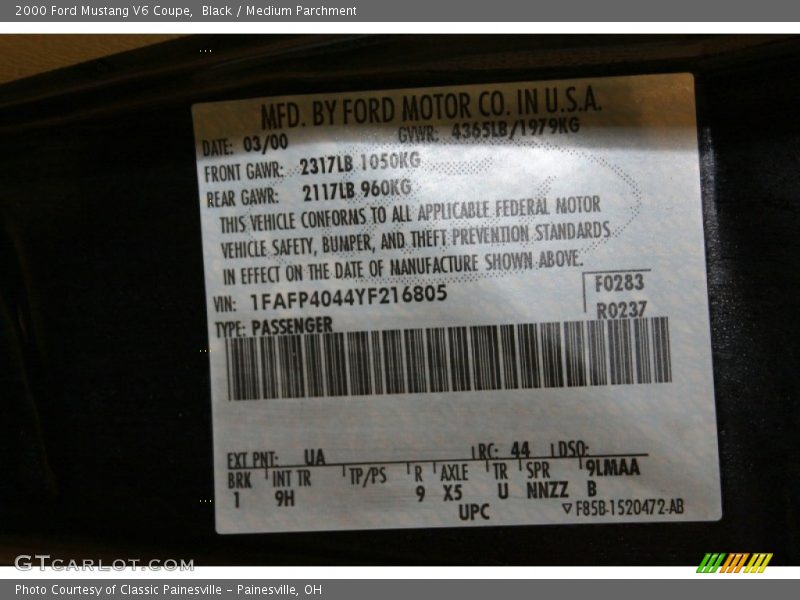 2000 Ford Mustang V6 Coupe, Black / Medium Parchment
MFD. BY FORD MOTOR CO. IN U.S.A.
DATE: 03/00 GVWR: 4365LB/1979KG
FRONT GAWR: 2317LB 1050KG
REAR GAWR: 2117LB 960KG
THIS VEHICLE CONFORMS TO ALL APPLICABLE FEDERAL MOTOR
VEHICLE SAFETY, BUMPER, AND THEFT PREVENTION STANDARDS
IN EFFECT ON THE DATE OF MANUFACTURE SHOWN ABOVE.
VIN: 1FAFP4044YF216805 F0283
TYPE: PASSENGER R0237
EXT PNT: UA RC: 44 DSO:
BRK INT TR TP/PS R AXLE TR SPR 9LMAA
1 9H 9 X5 U NNZZ B
UPC ▽F85B-1520472-AB
GTCARLOT.COM
Photo Courtesy of Classic Painesville - Painesville, OH